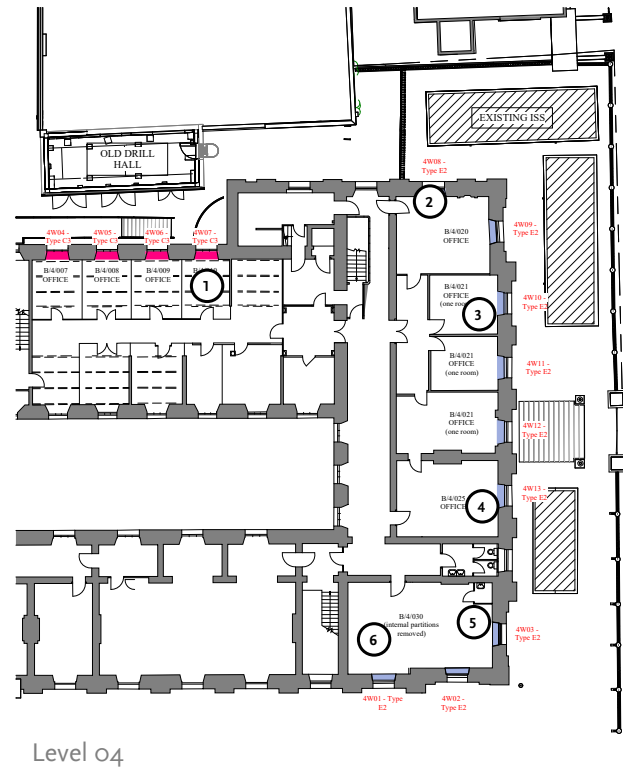 EXISTING ISS
OLD DRILL
HALL
4W08 -
Type E2
2
4W04 -
Type C3
4W05 -
Type C3
4W06 -
Type C3
4W07 -
Type C3
B/4/020
OFFICE
4W09 -
Type E2
B/4/007
OFFICE
B/4/008
OFFICE
B/4/009
OFFICE
1
B/4/021
OFFICE
(one room)
3
4W10 -
Type E2
B/4/021
OFFICE
(one room)
4W11 -
Type E2
B/4/021
OFFICE
(one room)
4W12 -
Type E2
4W13 -
Type E2
B/4/025
OFFICE
4
B/4/030
(internal partitions
removed)
5
6
4W03 -
Type E2
4W01 - Type
E2
4W02 -
Type E2
Level 04